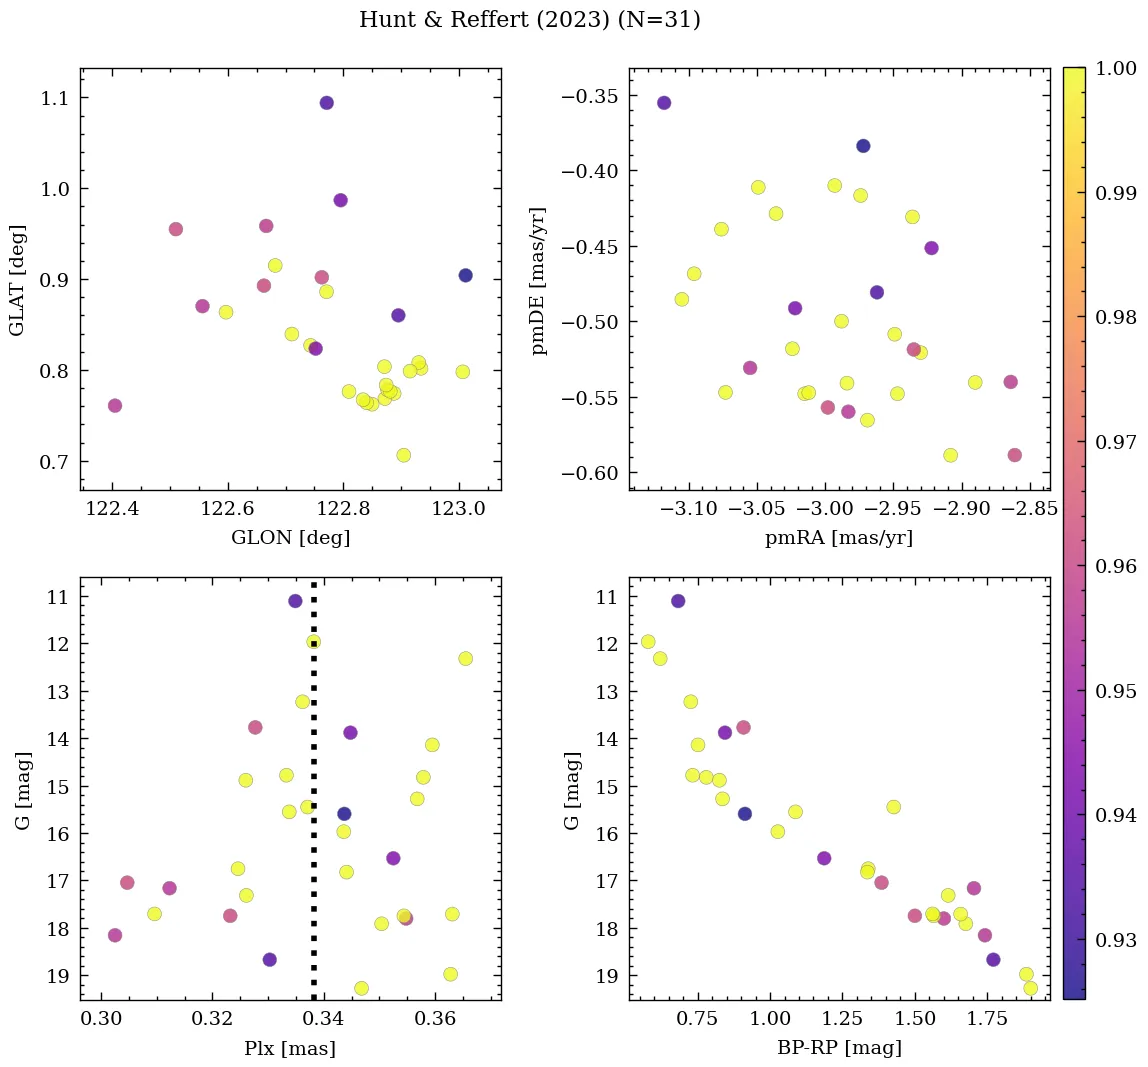 Hunt & Reffert (2023) (N=31)
1.1
1.0
0.9
0.8
0.7
GLAT [deg]
122.4 122.6 122.8 123.0
GLON [deg]
−0.35
−0.40
−0.45
−0.50
−0.55
−0.60
pmDE [mas/yr]
−3.10 −3.05 −3.00 −2.95 −2.90 −2.85
pmRA [mas/yr]
11
12
13
14
15
16
17
18
19
G [mag]
0.30 0.32 0.34 0.36
Plx [mas]
11
12
13
14
15
16
17
18
19
G [mag]
0.75 1.00 1.25 1.50 1.75
BP-RP [mag]
1.00
0.99
0.98
0.97
0.96
0.95
0.94
0.93